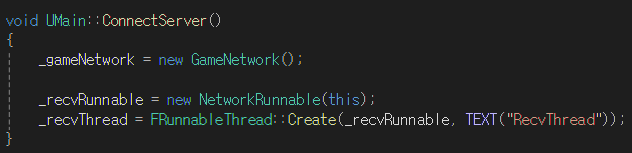 void UMain::ConnectServer()
{
_gameNetwork = new GameNetwork();
_recvRunnable = new NetworkRunnable(this);
_recvThread = FRunnableThread::Create(_recvRunnable, TEXT("RecvThread"));
}